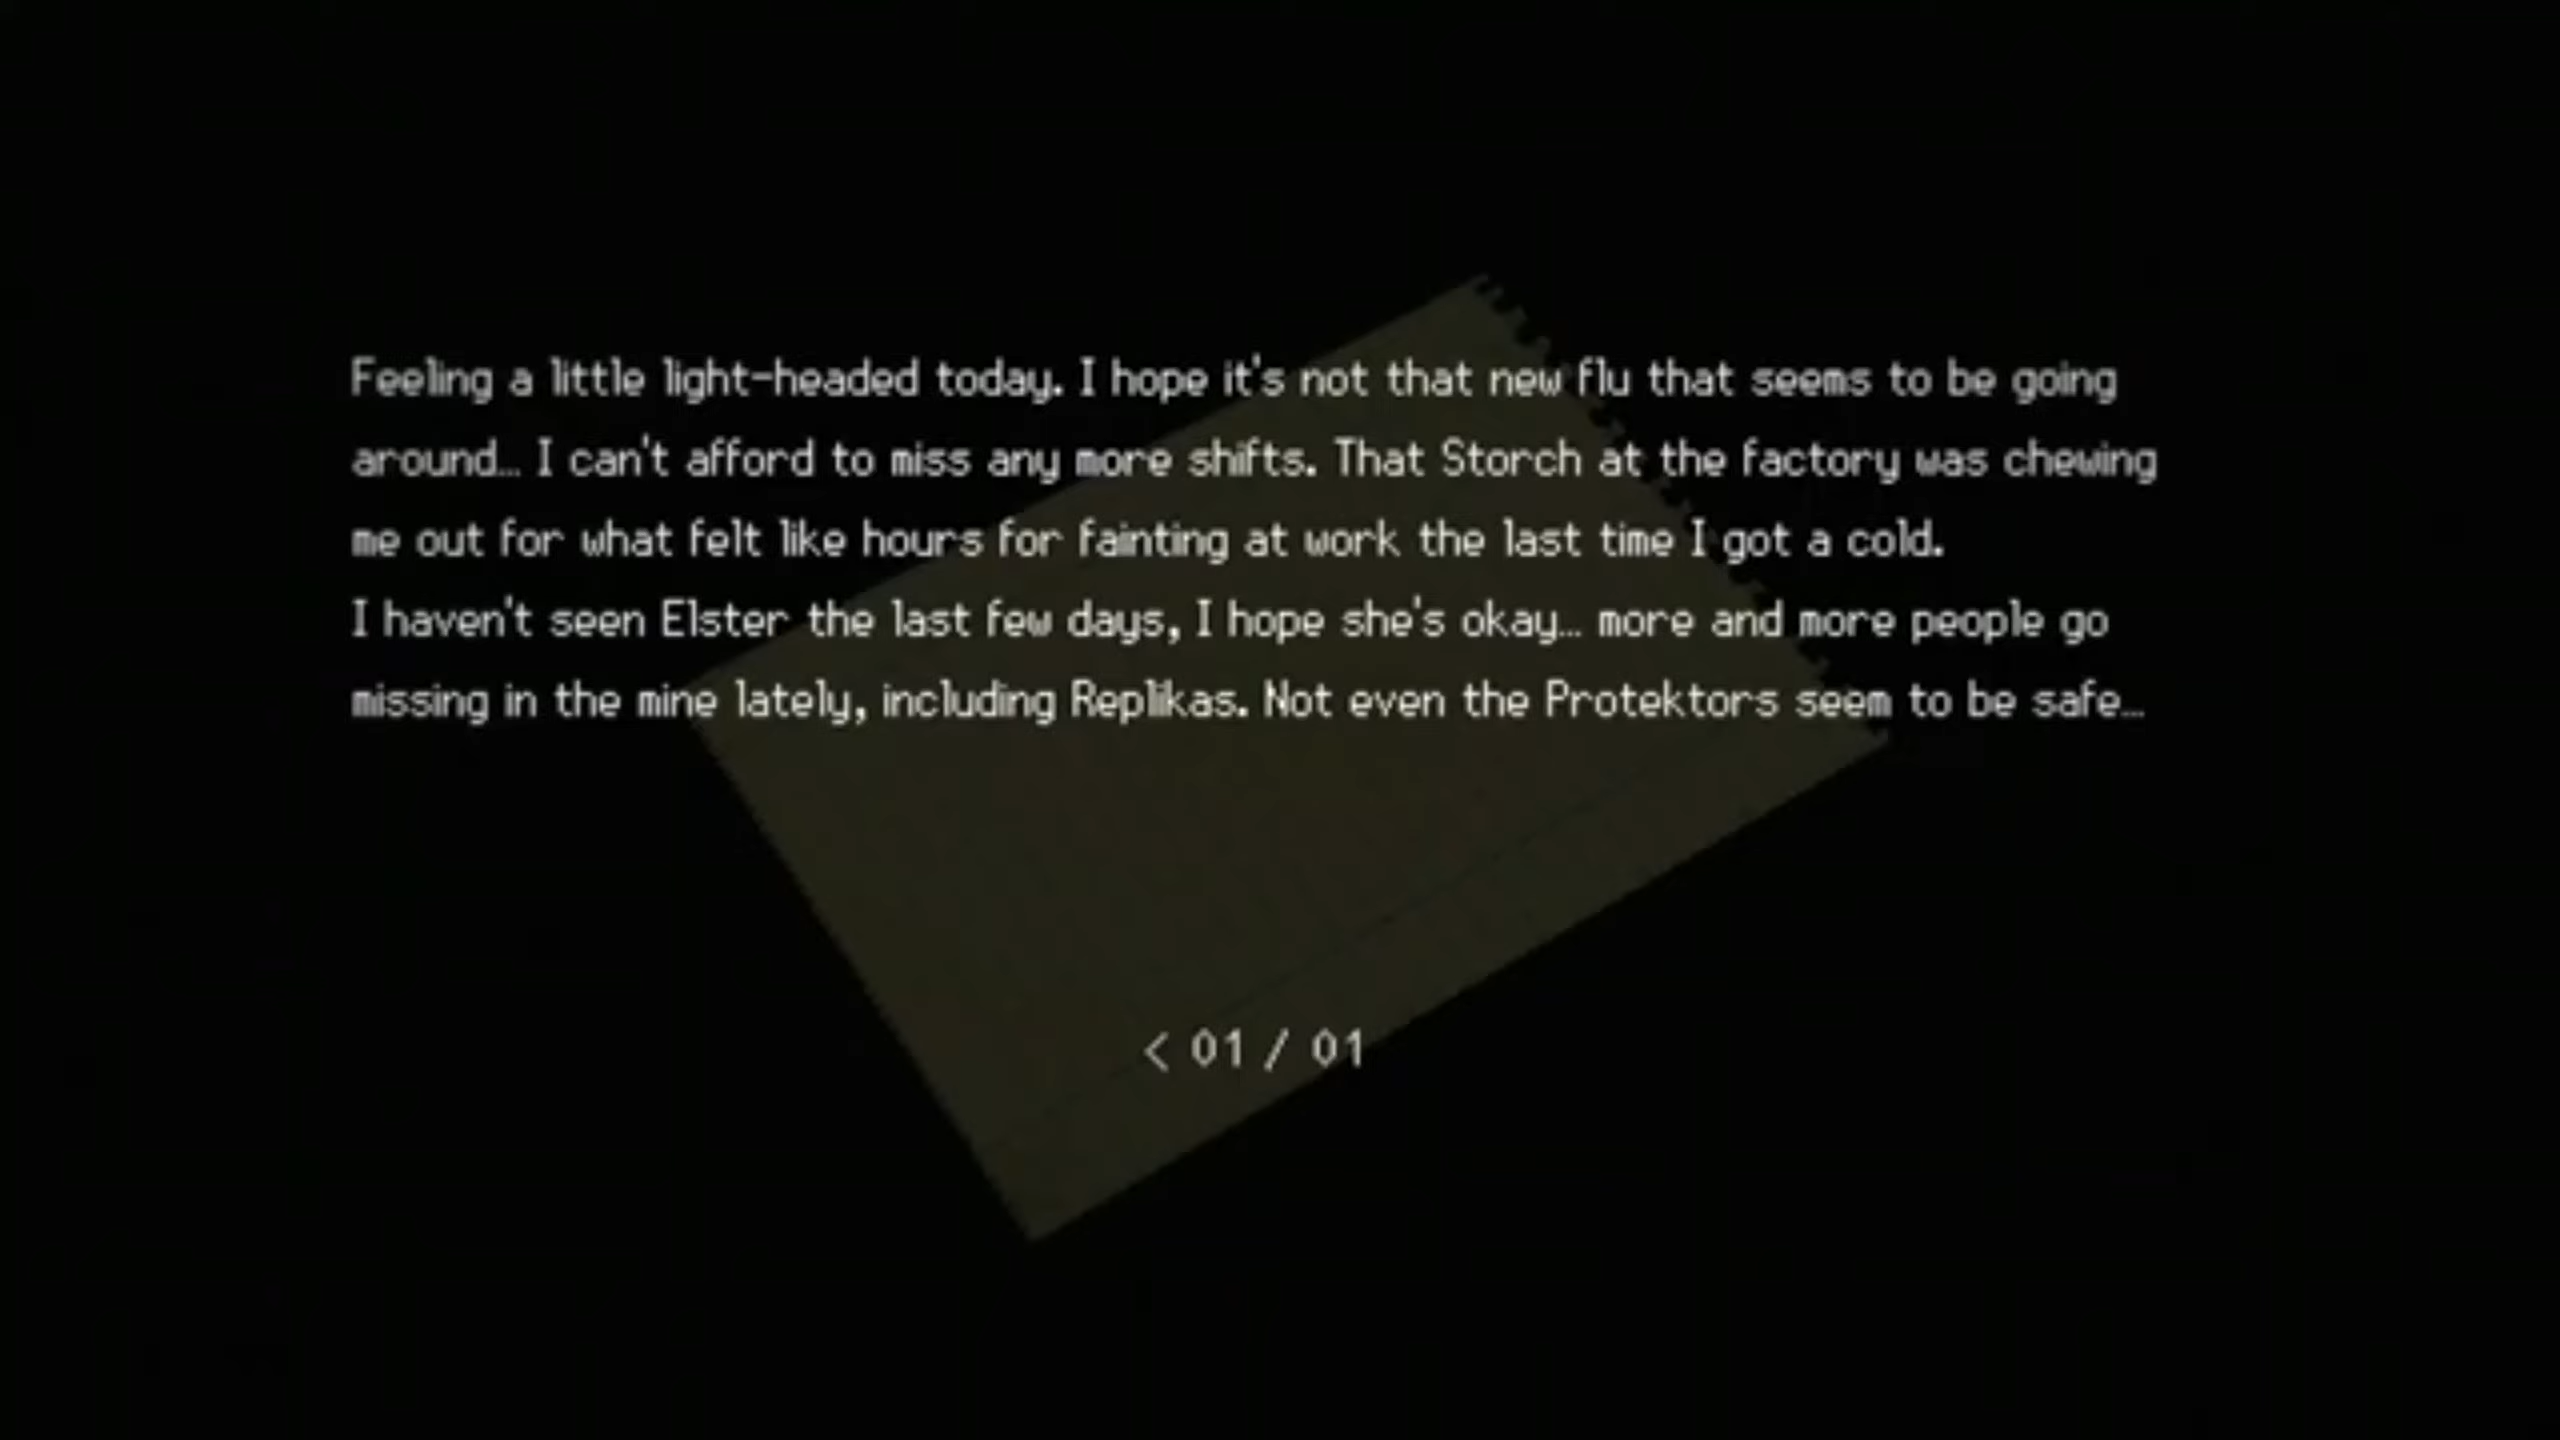 Feeling a little light-headed today. I hope it's not that new flu that seems to be going
around... I can't afford to miss any more shifts. That Storch at the factory was chewing
me out for what felt like hours for fainting at work the last time I got a cold.
I haven't seen Elster the last few days, I hope she's okay... more and more people go
missing in the mine lately, including Replikas. Not even the Protektors seem to be safe...
< 01 / 01